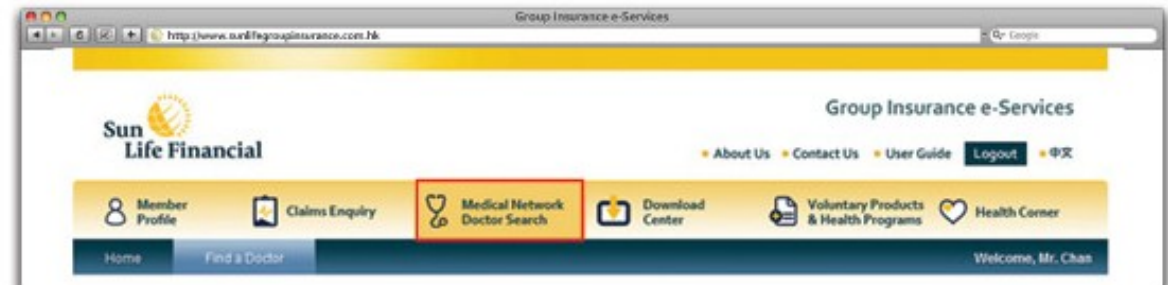 Group Insurance e-Services
http://www.sunlifegroupinsurance.com.hk
Google
Sun
Life Financial
Group Insurance e-Services
About Us • Contact Us • User Guide Logout • 中文
Member
Profile
Claims Enquiry
Medical Network
Doctor Search
Download
Center
Voluntary Products
& Health Programs
Health Corner
Home Find a Doctor Welcome, Mr. Chan